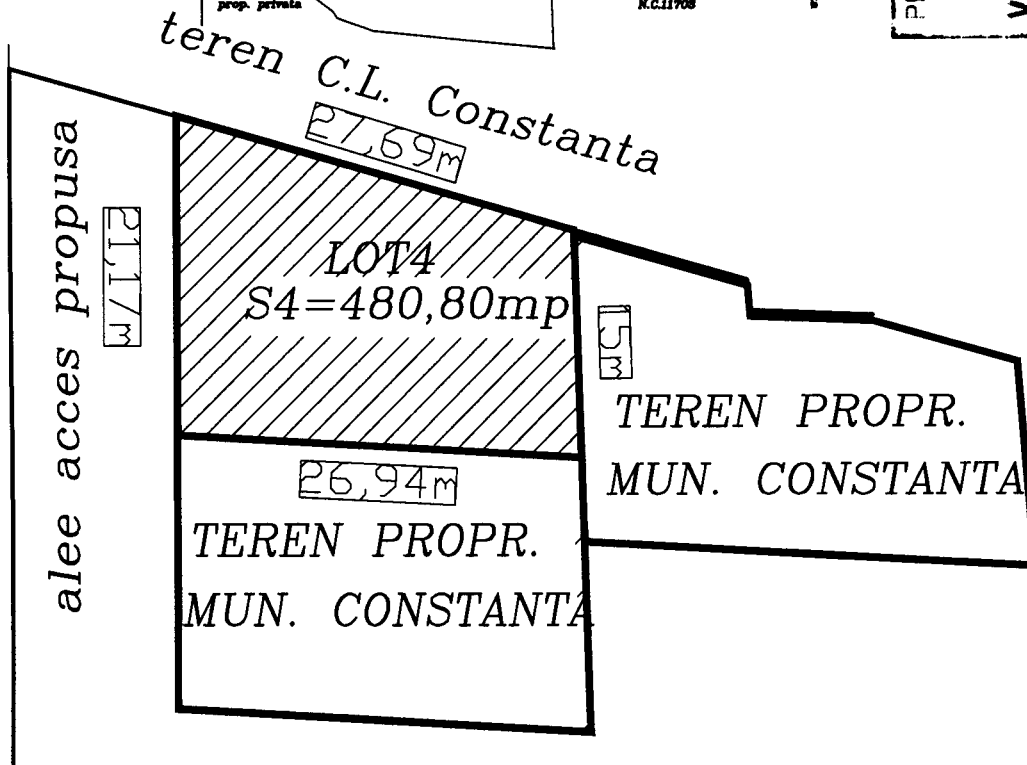 prop. privata
N.C.11708
teren C.L. Constanta
27,69m
alee acces propusa
21,17m
LOT4
S4=480,80mp
15m
TEREN PROPR.
MUN. CONSTANTA
26,94m
TEREN PROPR.
MUN. CONSTANTA